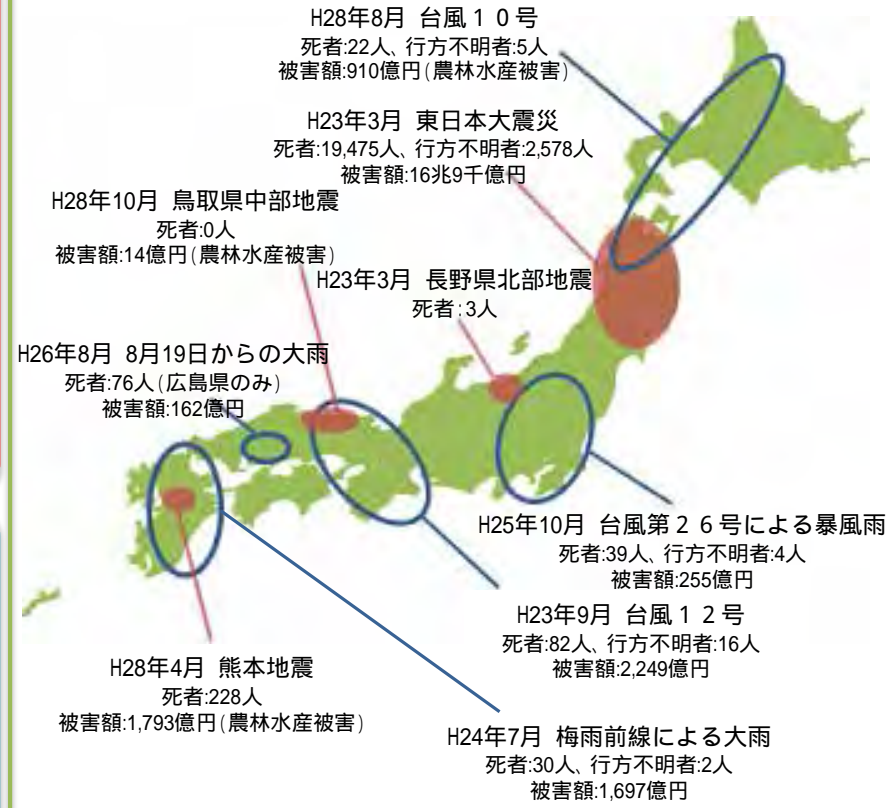 H28年8月 台風１０号
死者:22人、行方不明者:5人
被害額:910億円(農林水産被害)
H23年3月 東日本大震災
死者:19,475人、行方不明者:2,578人
被害額:16兆9千億円
H28年10月 鳥取県中部地震
死者:0人
被害額:14億円(農林水産被害)
H23年3月 長野県北部地震
死者:3人
H26年8月 8月19日からの大雨
死者:76人(広島県のみ)
被害額:162億円
H25年10月 台風第２６号による暴風雨
死者:39人、行方不明者:4人
被害額:255億円
H23年9月 台風１２号
死者:82人、行方不明者:16人
被害額:2,249億円
H28年4月 熊本地震
死者:228人
被害額:1,793億円(農林水産被害)
H24年7月 梅雨前線による大雨
死者:30人、行方不明者:2人
被害額:1,697億円